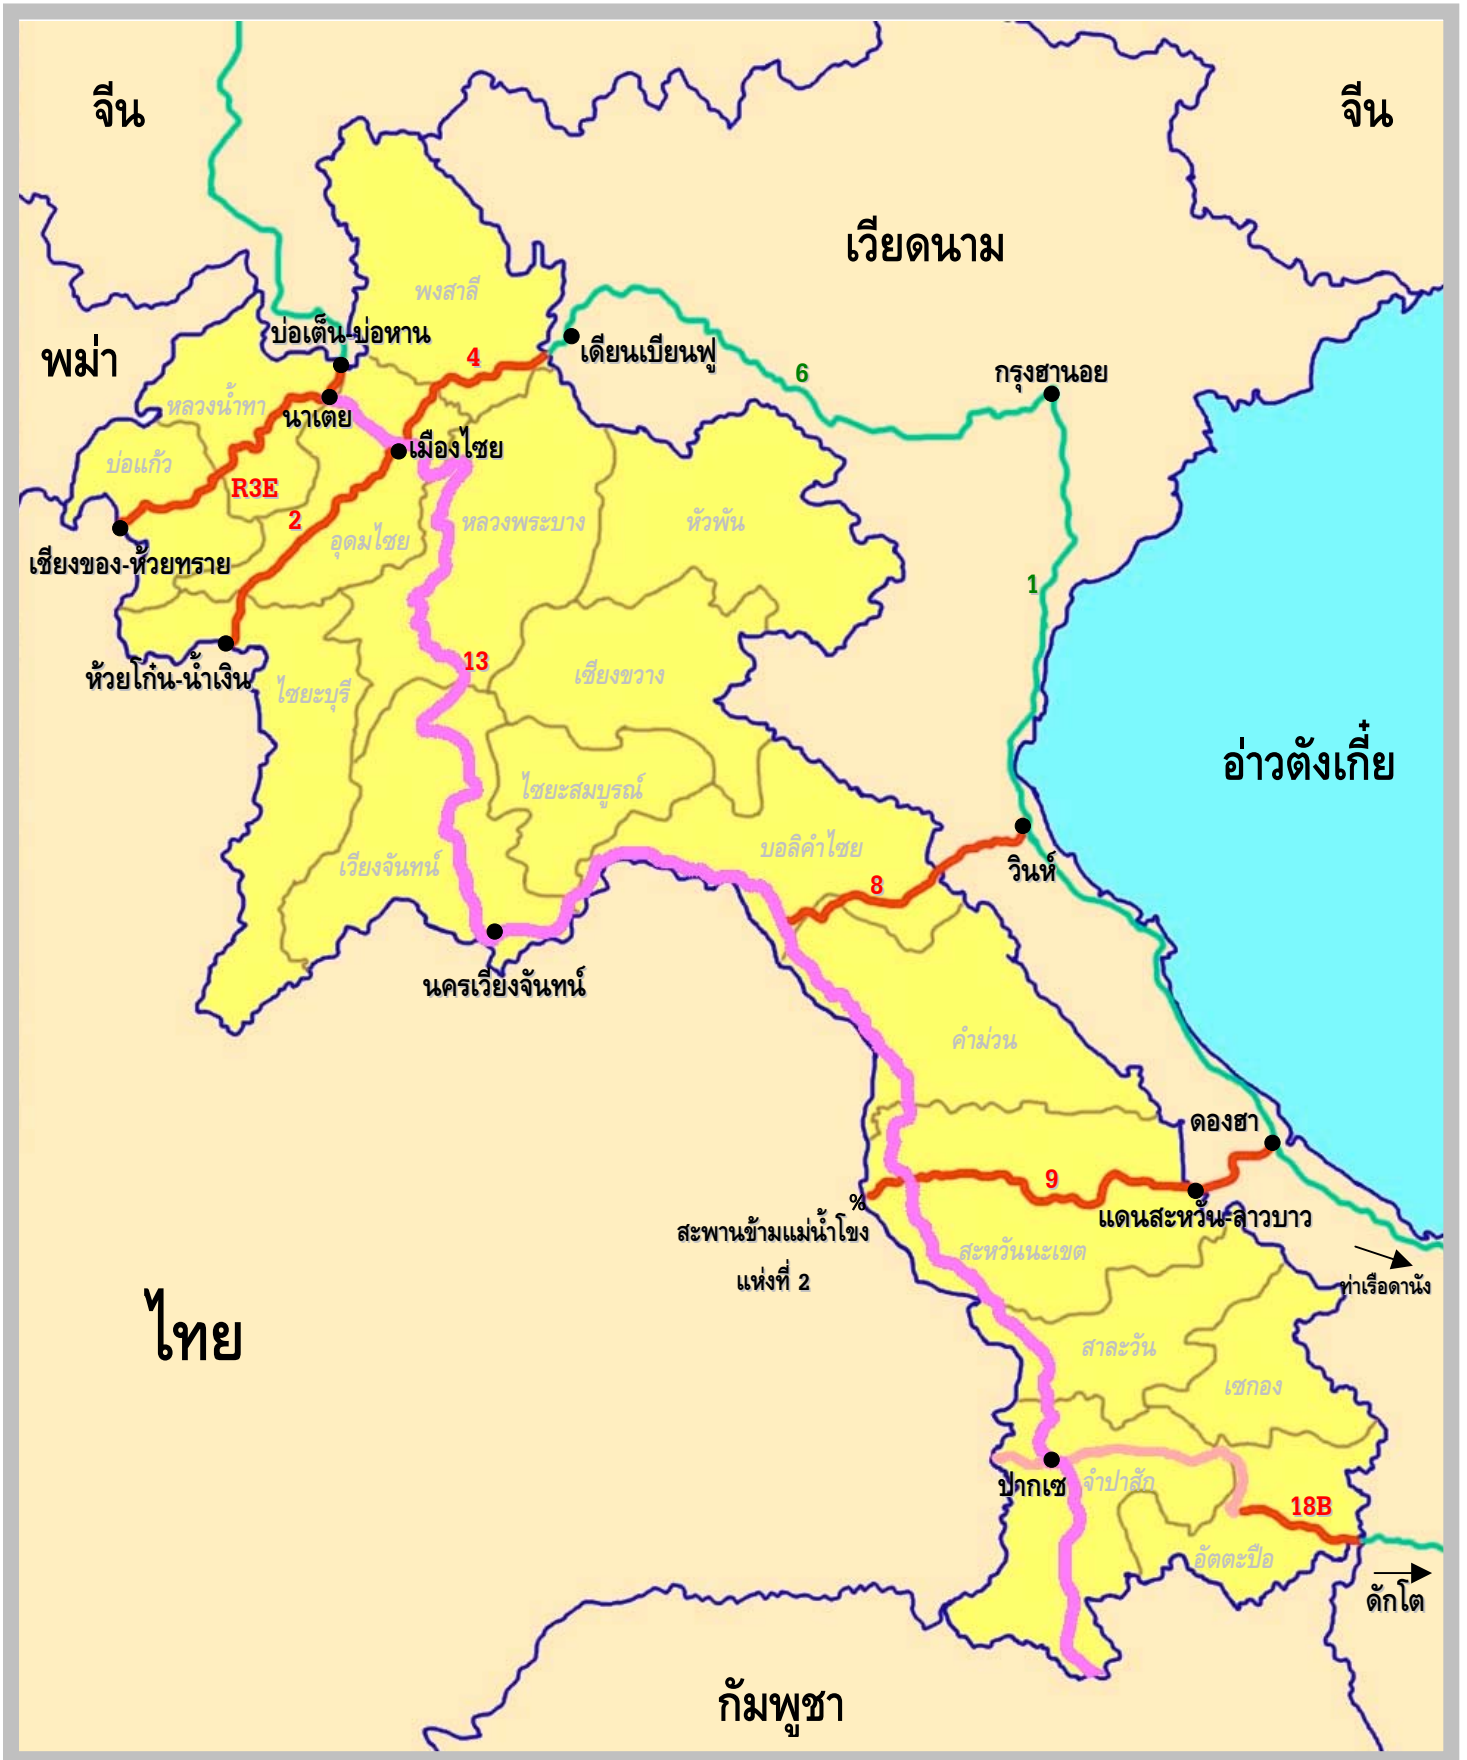 จีน
จีน
เวียดนาม
พงสาลี
บ่อเต็น-บ่อหาน
พม่า
4
เดียนเบียนฟู
6
กรุงฮานอย
หลวงน้ำทา
นาเตย
เมืองไซย
บ่อแก้ว
R3E
2
อุดมไซย
หลวงพระบาง
หัวพัน
เชียงของ-ห้วยทราย
1
13
ห้วยโก๋น-น้ำเงิน
ไซยะบุรี
เซียงขวาง
อ่าวตังเกี๋ย
ไซยะสมบูรณ์
เวียงจันทน์
บอลิคำไซย
8
วินห์
นครเวียงจันทน์
คำม่วน
ดองฮา
9
%
สะพานข้ามแม่น้ำโขง
แห่งที่ 2
แดนสะหวัน-ลาวบาว
สะหวันนะเขต
ท่าเรือดานัง
ไทย
สาละวัน
เซกอง
ปากเซ
จำปาสัก
18B
อัตตะปือ
ดักโต
กัมพูชา